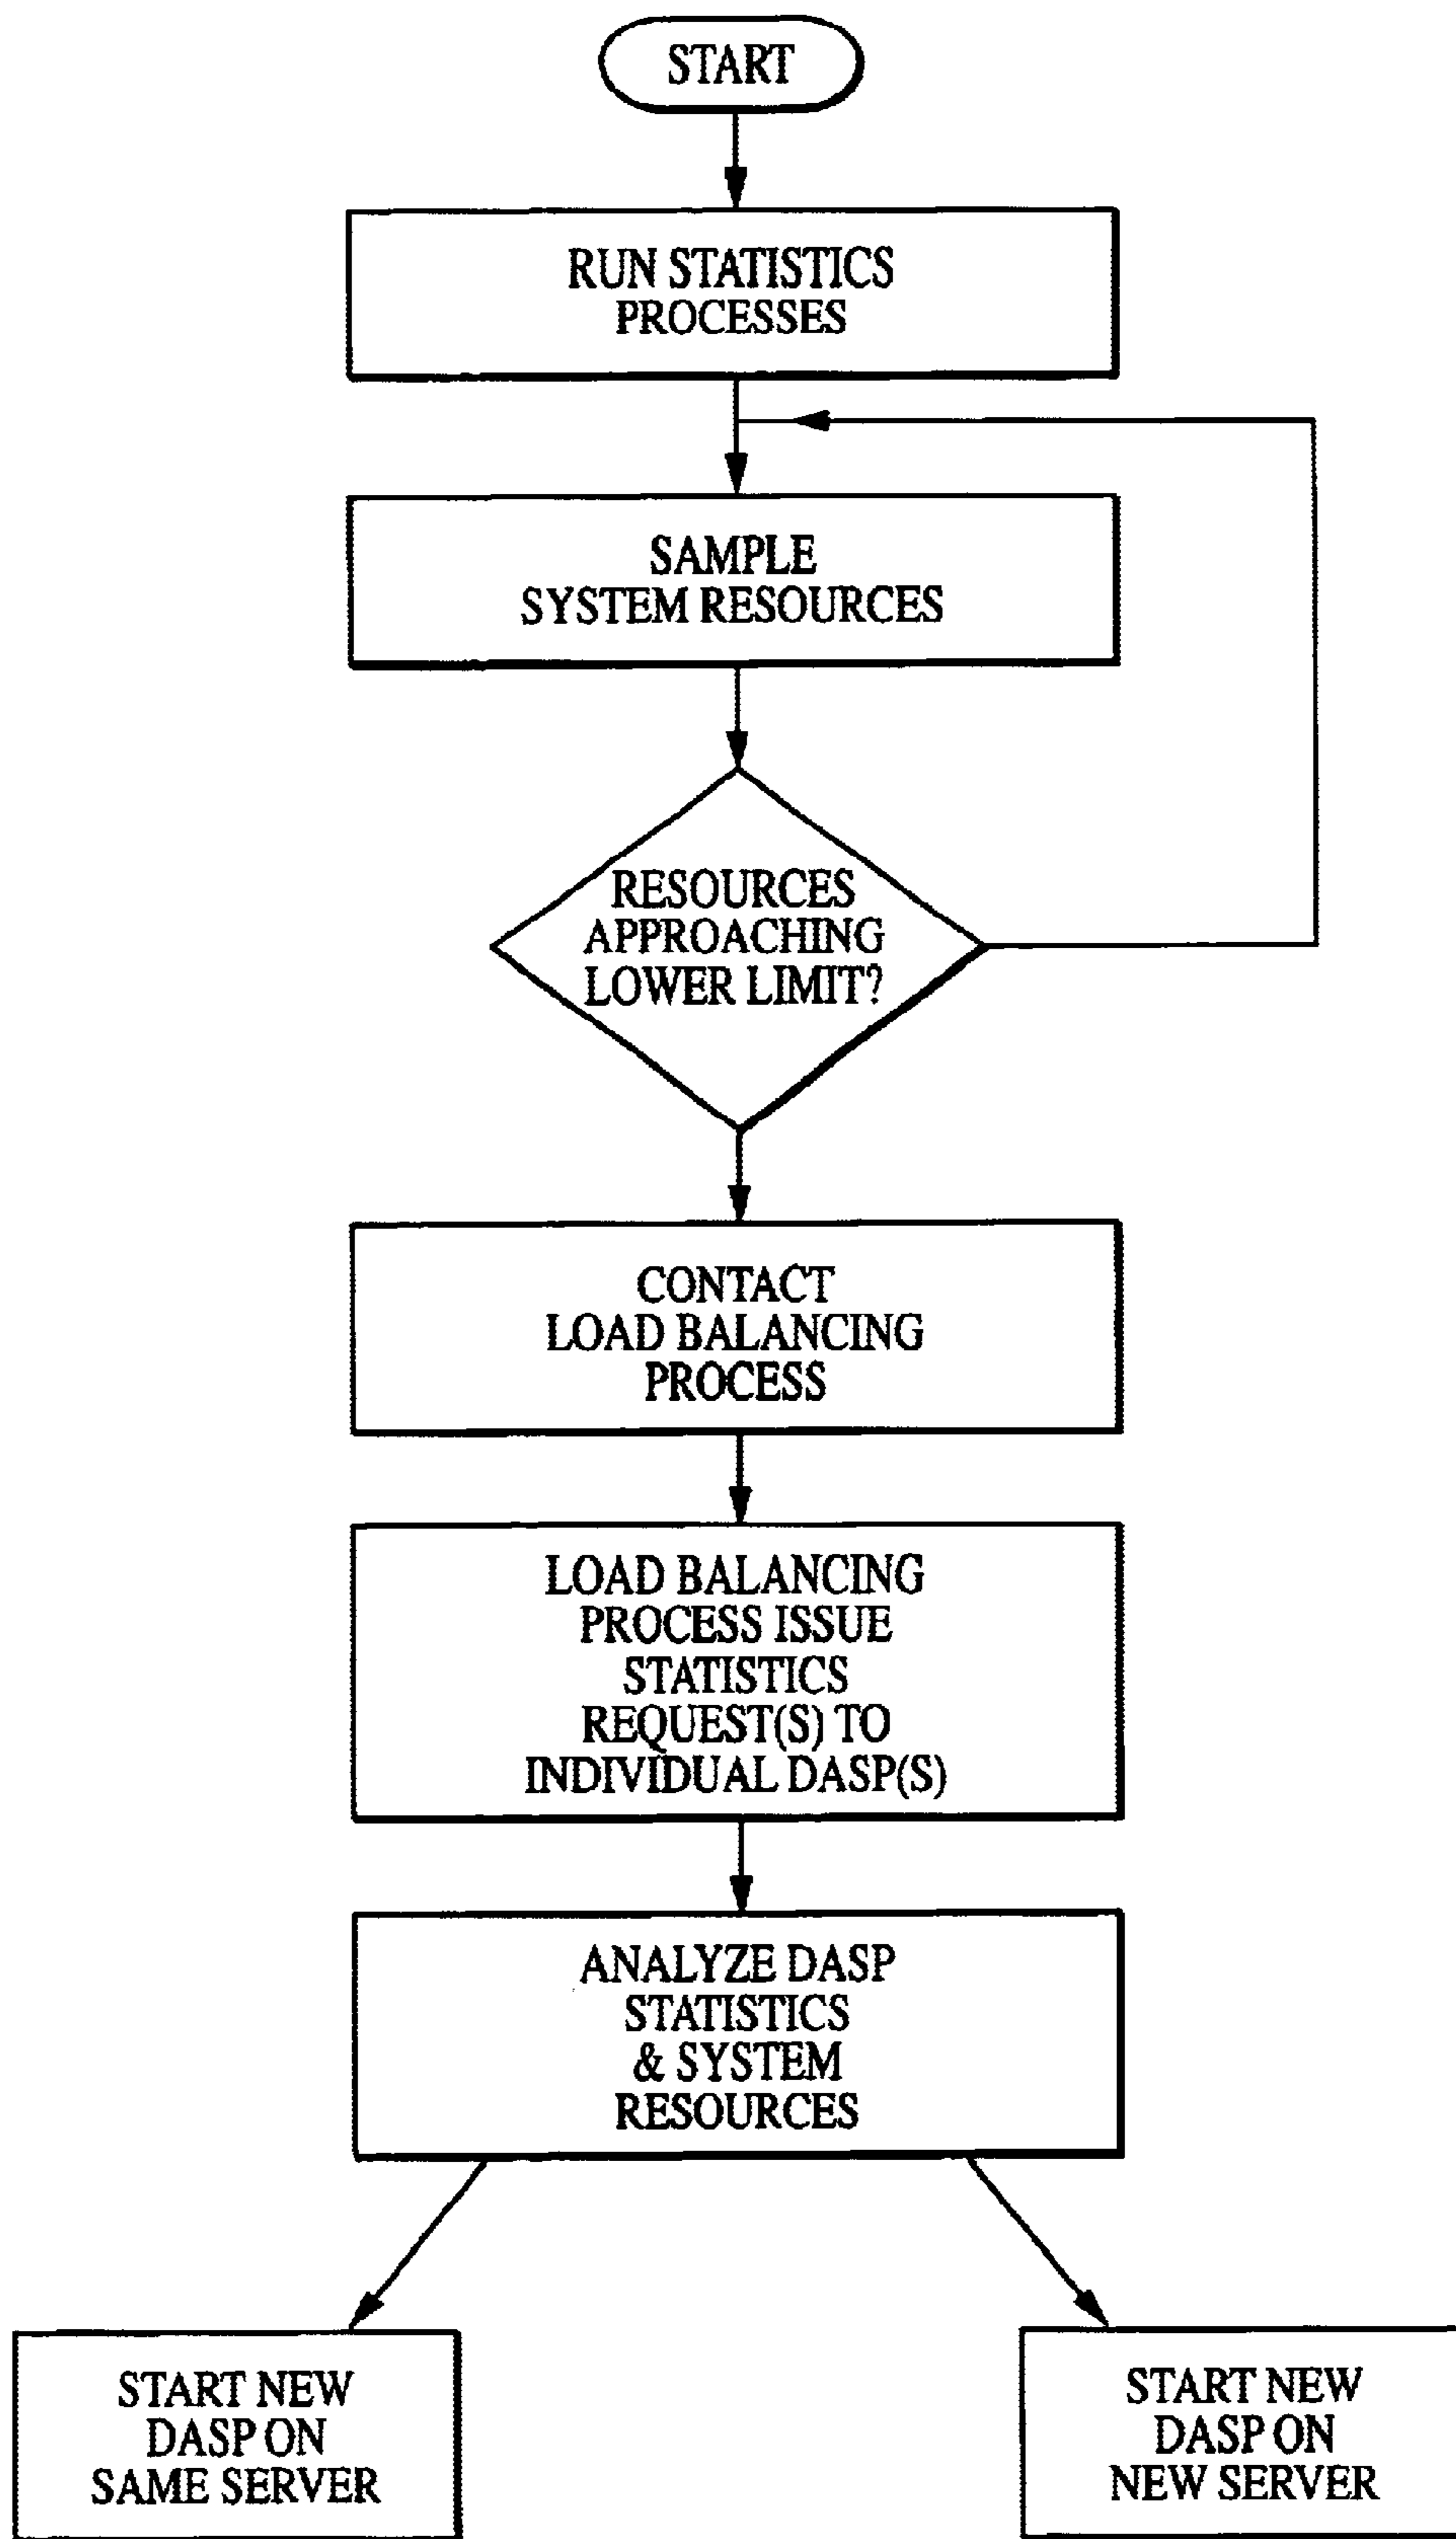 START
RUN STATISTICS
PROCESSES
SAMPLE
SYSTEM RESOURCES
RESOURCES
APPROACHING
LOWER LIMIT?
CONTACT
LOAD BALANCING
PROCESS
LOAD BALANCING
PROCESS ISSUE
STATISTICS
REQUEST(S) TO
INDIVIDUAL DASP(S)
ANALYZE DASP
STATISTICS
& SYSTEM
RESOURCES
START NEW
DASP ON
SAME SERVER
START NEW
DASP ON
NEW SERVER